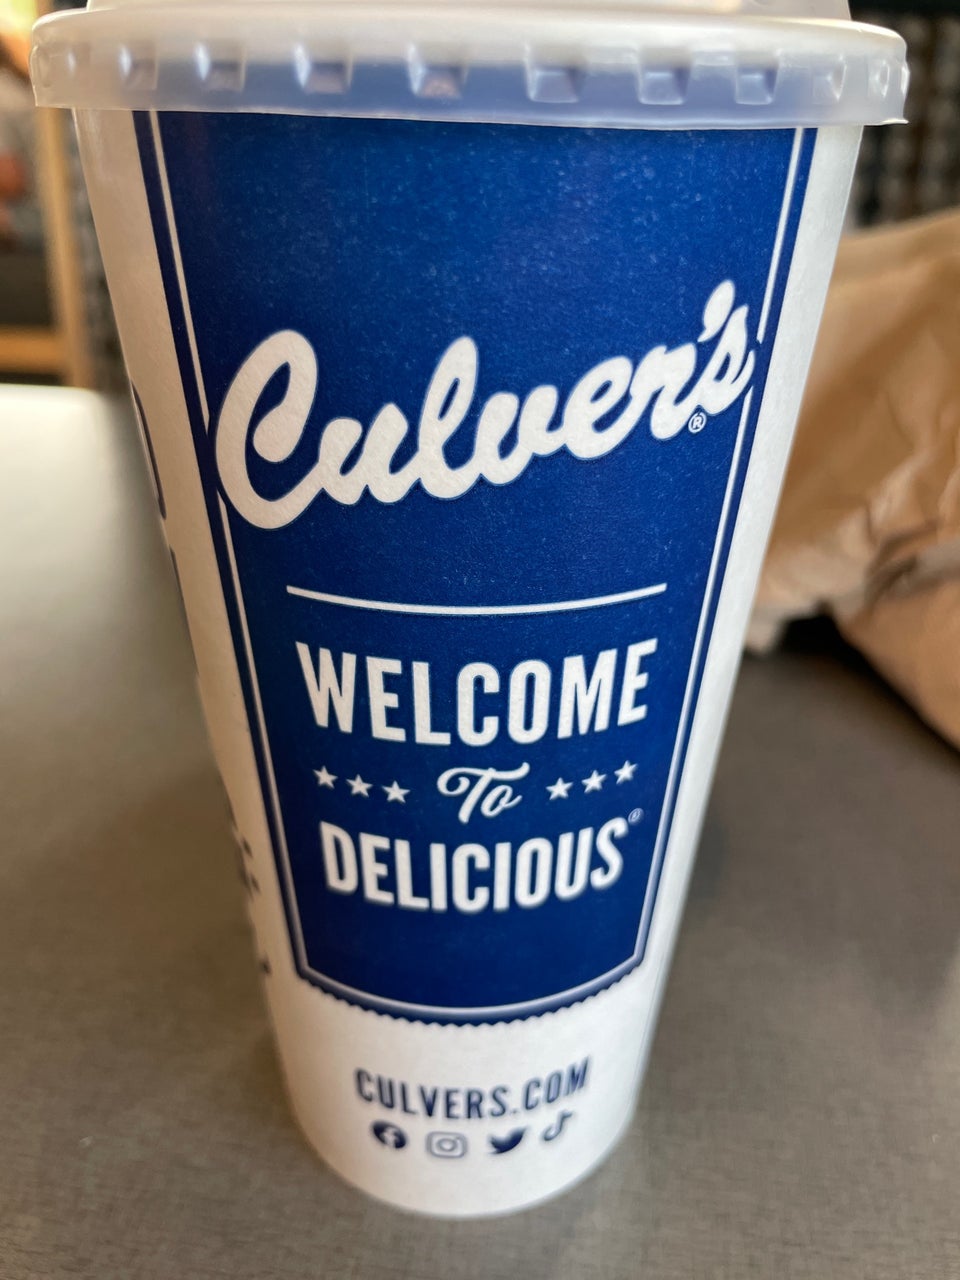 Culver's®
WELCOME
To
DELICIOUS®
CULVERS.COM